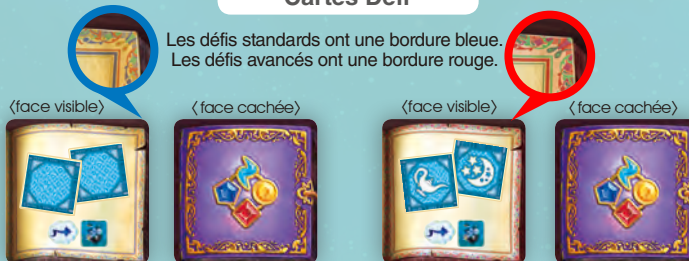 Cartes Défi
Les défis standards ont une bordure bleue.
Les défis avancés ont une bordure rouge.
⟨face visible⟩ ⟨face cachée⟩ ⟨face visible⟩ ⟨face cachée⟩